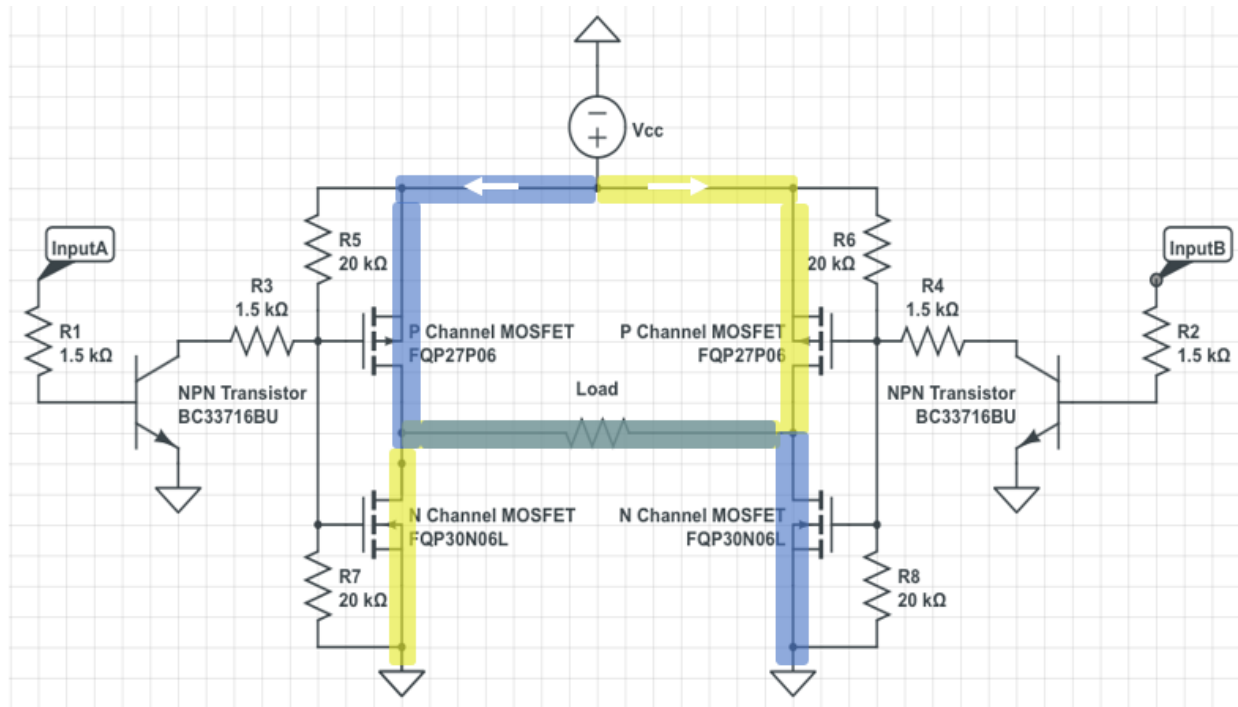 −
+
Vcc
InputA
R5
20 kΩ
R6
20 kΩ
InputB
R3
1.5 kΩ
R4
1.5 kΩ
R1
1.5 kΩ
P Channel MOSFET
FQP27P06
P Channel MOSFET
FQP27P06
R2
1.5 kΩ
NPN Transistor
BC33716BU
Load
NPN Transistor
BC33716BU
N Channel MOSFET
FQP30N06L
N Channel MOSFET
FQP30N06L
R7
20 kΩ
R8
20 kΩ